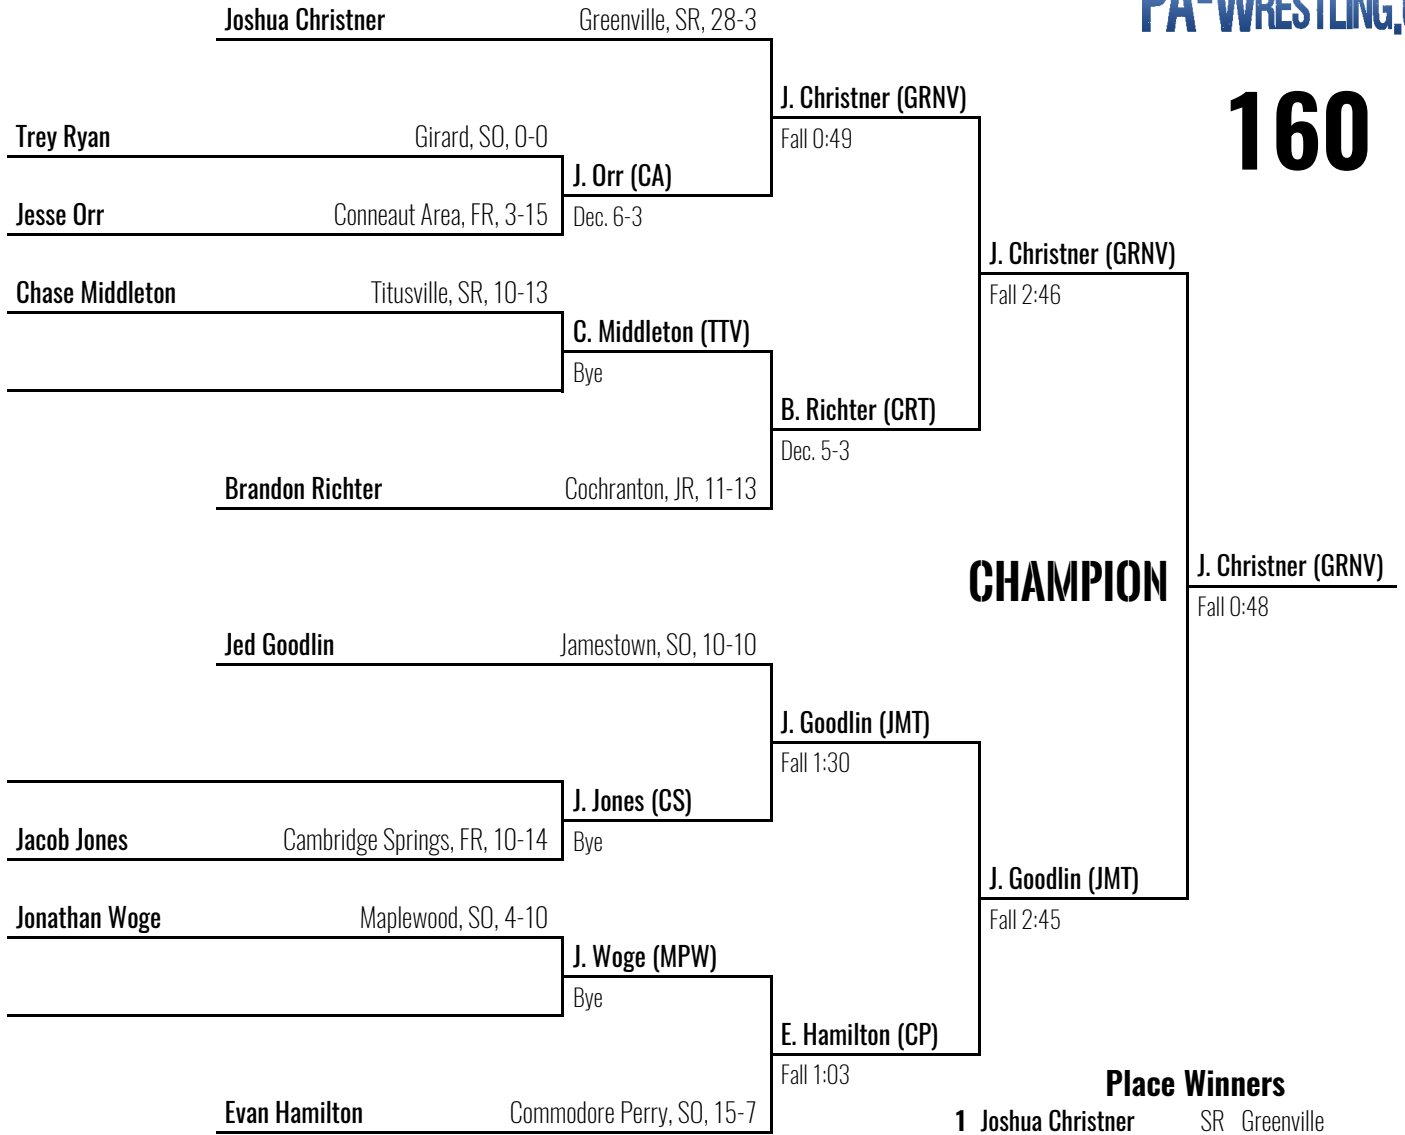 Joshua Christner Greenville, SR, 28-3
PA-WRESTLING.
160
J. Christner (GRNV)
Fall 0:49
Trey Ryan Girard, SO, 0-0
J. Orr (CA)
Dec. 6-3
Jesse Orr Conneaut Area, FR, 3-15
J. Christner (GRNV)
Fall 2:46
Chase Middleton Titusville, SR, 10-13
C. Middleton (TTV)
Bye
B. Richter (CRT)
Dec. 5-3
Brandon Richter Cochranton, JR, 11-13
CHAMPION
J. Christner (GRNV)
Fall 0:48
Jed Goodlin Jamestown, SO, 10-10
J. Goodlin (JMT)
Fall 1:30
J. Jones (CS)
Bye
Jacob Jones Cambridge Springs, FR, 10-14
J. Goodlin (JMT)
Fall 2:45
Jonathan Woge Maplewood, SO, 4-10
J. Woge (MPW)
Bye
E. Hamilton (CP)
Fall 1:03
Evan Hamilton Commodore Perry, SO, 15-7
Place Winners
1 Joshua Christner SR Greenville